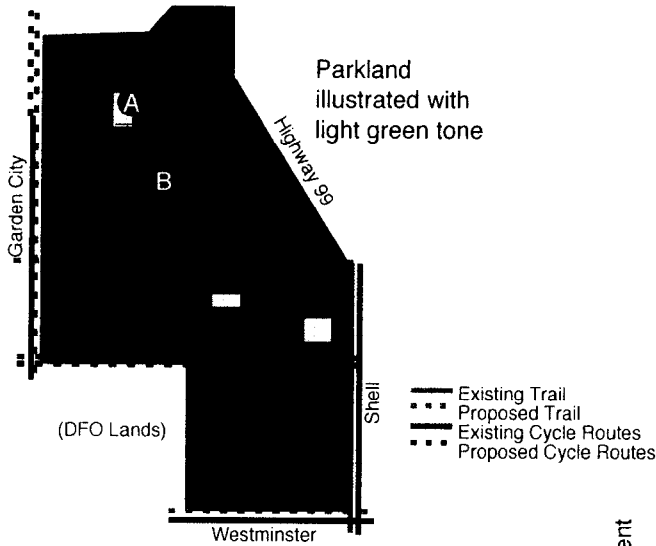 Parkland
illustrated with
light green tone
A
Highway 99
B
Garden City
Existing Trail
Proposed Trail
Existing Cycle Routes
Proposed Cycle Routes
Shell
(DFO Lands)
Westminster
ent